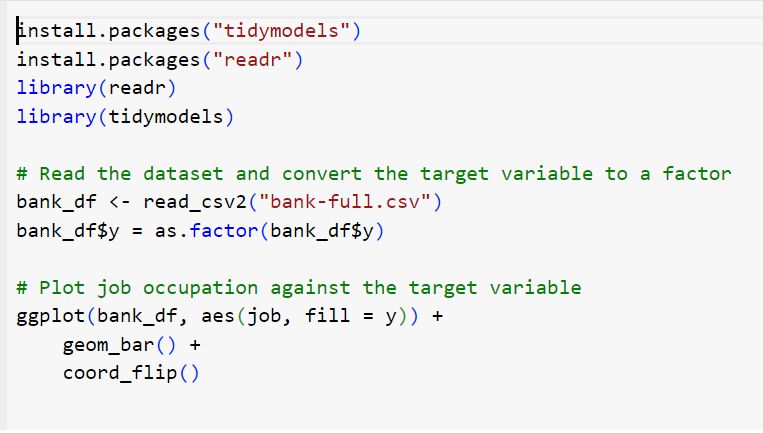 install.packages("tidymodels")
install.packages("readr")
library(readr)
library(tidymodels)
# Read the dataset and convert the target variable to a factor
bank_df <- read_csv2("bank-full.csv")
bank_df$y = as.factor(bank_df$y)
# Plot job occupation against the target variable
ggplot(bank_df, aes(job, fill = y)) +
    geom_bar() +
    coord_flip()